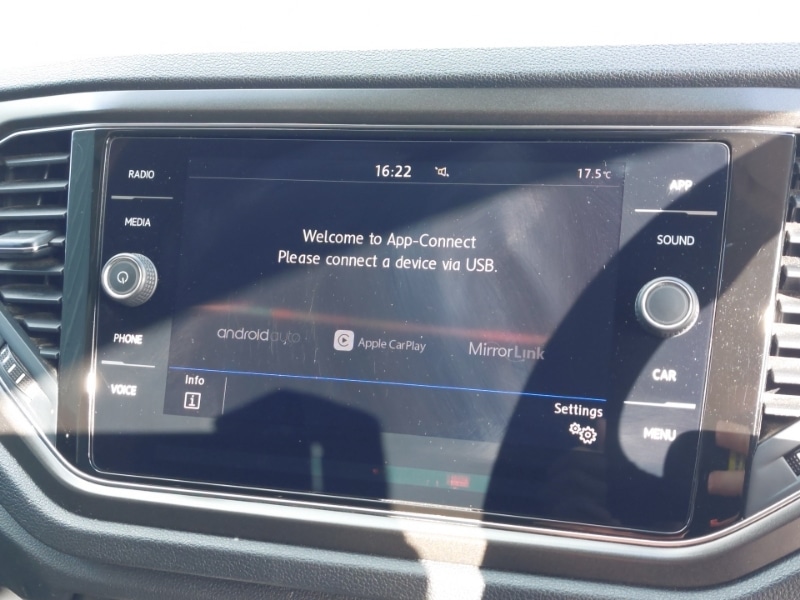 RADIO
MEDIA
PHONE
VOICE
16:22
17.5°C
Welcome to App-Connect
Please connect a device via USB.
androidauto
Apple CarPlay
MirrorLink
Info
i
Settings
APP
SOUND
CAR
MENU